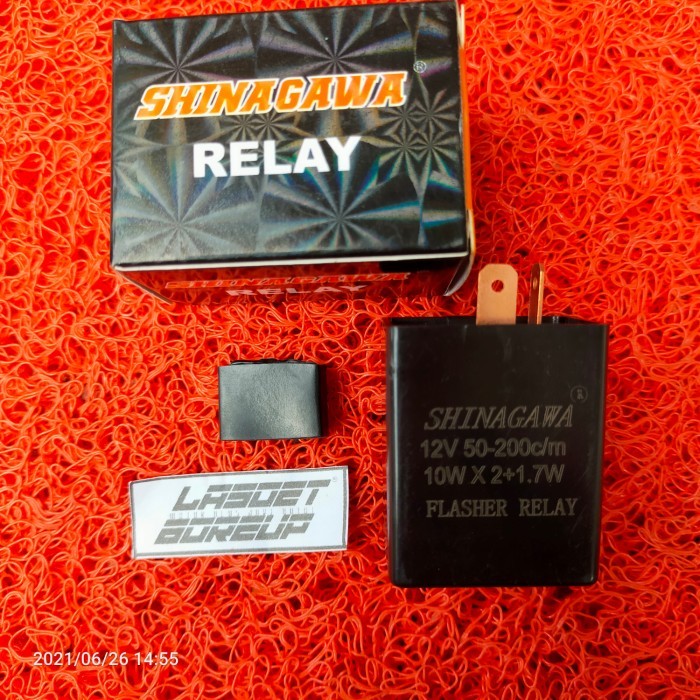 SHINAGAWA®
RELAY
RELAY
SHINAGAWA®
12V 50-200c/m
10W X 2+1.7W
FLASHER RELAY
LASUET
BOREUP
2021/06/26 14:55